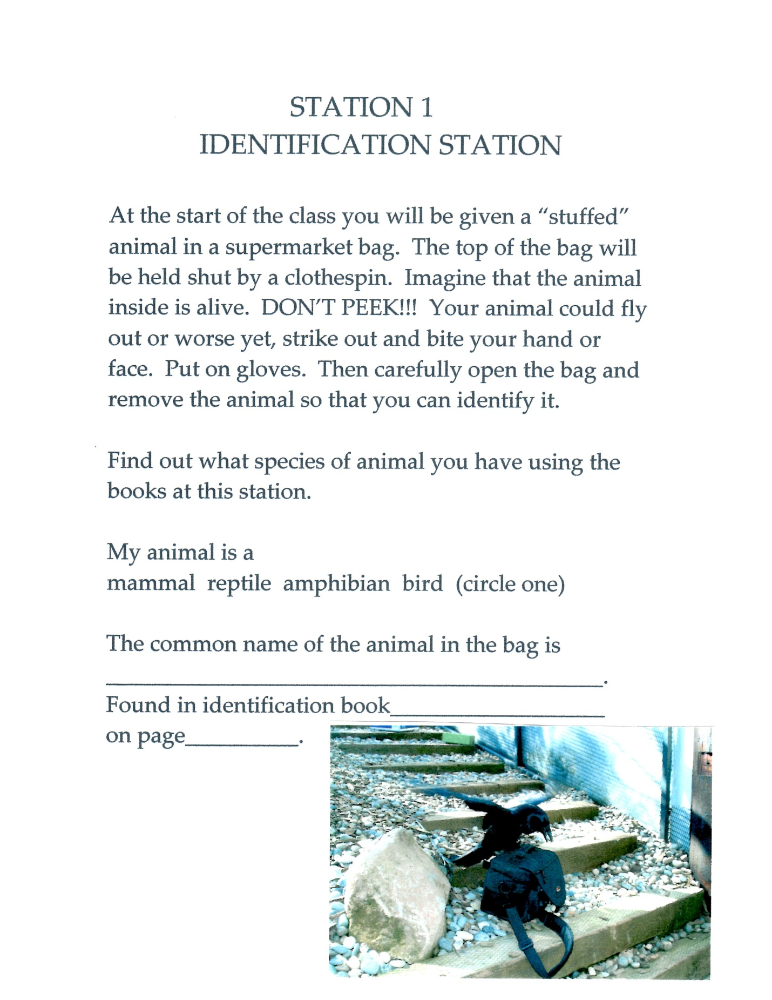 STATION 1
IDENTIFICATION STATION
At the start of the class you will be given a “stuffed”
animal in a supermarket bag.  The top of the bag will
be held shut by a clothespin.  Imagine that the animal
inside is alive.  DON’T PEEK!!!  Your animal could fly
out or worse yet, strike out and bite your hand or
face.  Put on gloves.  Then carefully open the bag and
remove the animal so that you can identify it.
Find out what species of animal you have using the
books at this station.
My animal is a
mammal  reptile  amphibian  bird  (circle one)
The common name of the animal in the bag is
____________________________________________.
Found in identification book___________________
on page__________.